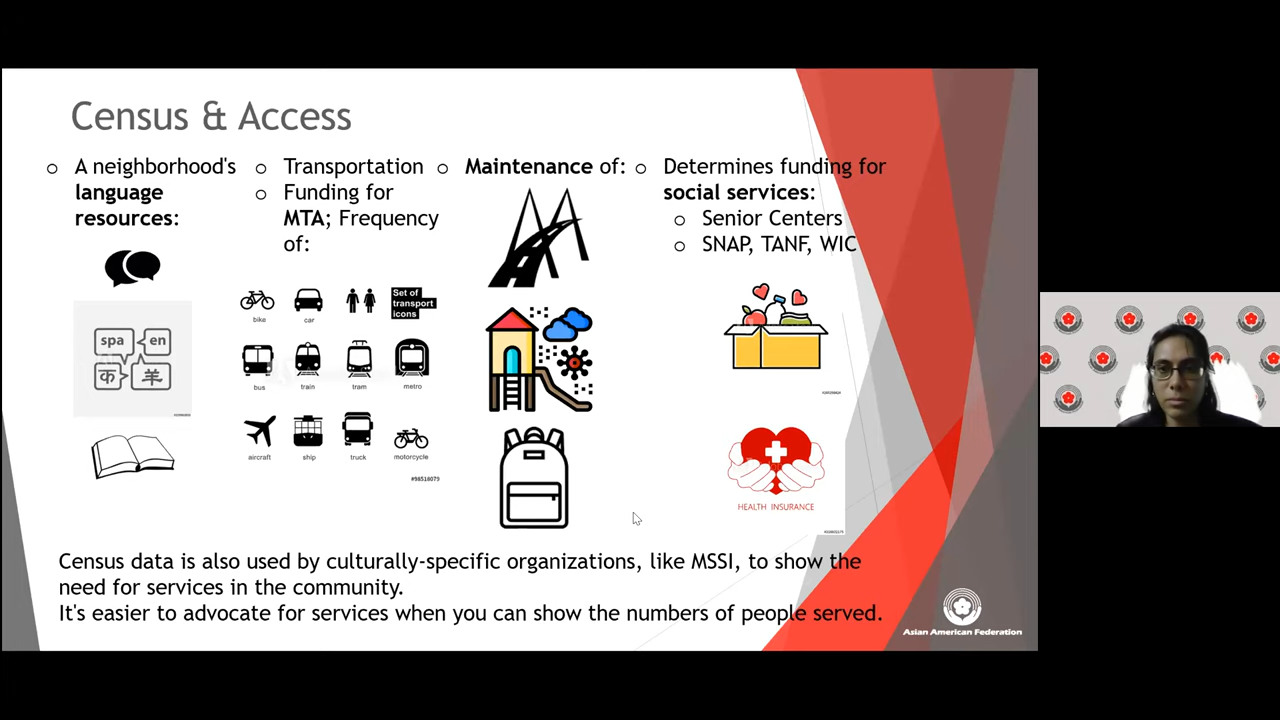 Census & Access
A neighborhood's
language
resources:
spa
en
क
羊
Transportation
Funding for
MTA; Frequency
of:
Set of
transport
icons
bike
car
bus
train
tram
metro
aircraft
ship
truck
motorcycle
#98516079
Maintenance of:
Determines funding for
social services:
Senior Centers
SNAP, TANF, WIC
HEALTH INSURANCE
Census data is also used by culturally-specific organizations, like MSSI, to show the
need for services in the community.
It's easier to advocate for services when you can show the numbers of people served.
Asian American Federation